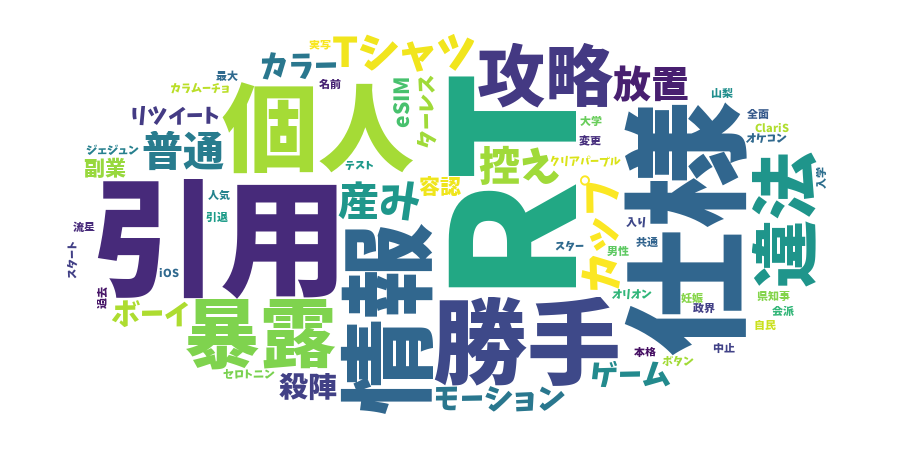 実写
Tシャツ
カラー
最大
カラムーチョ
名前
eSIM
ターレス
攻略
放置
山梨
リツイート
個人
RT
仕様
全面
ClariS
オケコン
大学
変更
普通
ジェジュン
副業
テスト
控え
クリアパープル
違法
入学
引用
人気
引退
産み
容認
カップ
入り
共通
流星
スタート
iOS
情報
スター
男性
過去
ボーイ
暴露
勝手
オリオン
妊娠
政界
県知事
会派
自民
セロトニン
殺陣
モーション
ゲーム
本格
ボタン
中止